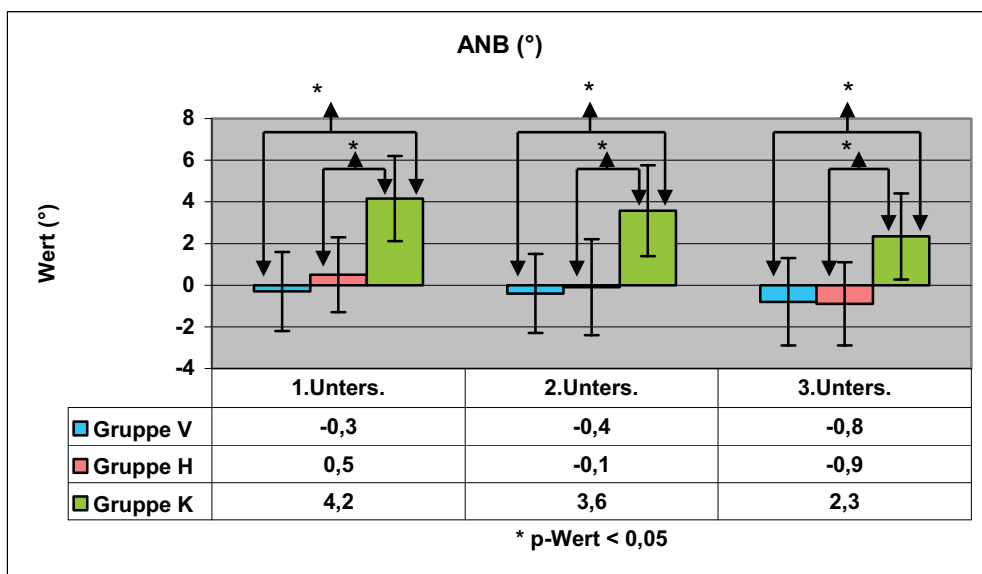 ANB (°)
* * *
8
* * *
6
4
2
0
-2
-4
Wert (°)
1.Unters. 2.Unters. 3.Unters.
Gruppe V -0,3 -0,4 -0,8
Gruppe H 0,5 -0,1 -0,9
Gruppe K 4,2 3,6 2,3
* p-Wert < 0,05